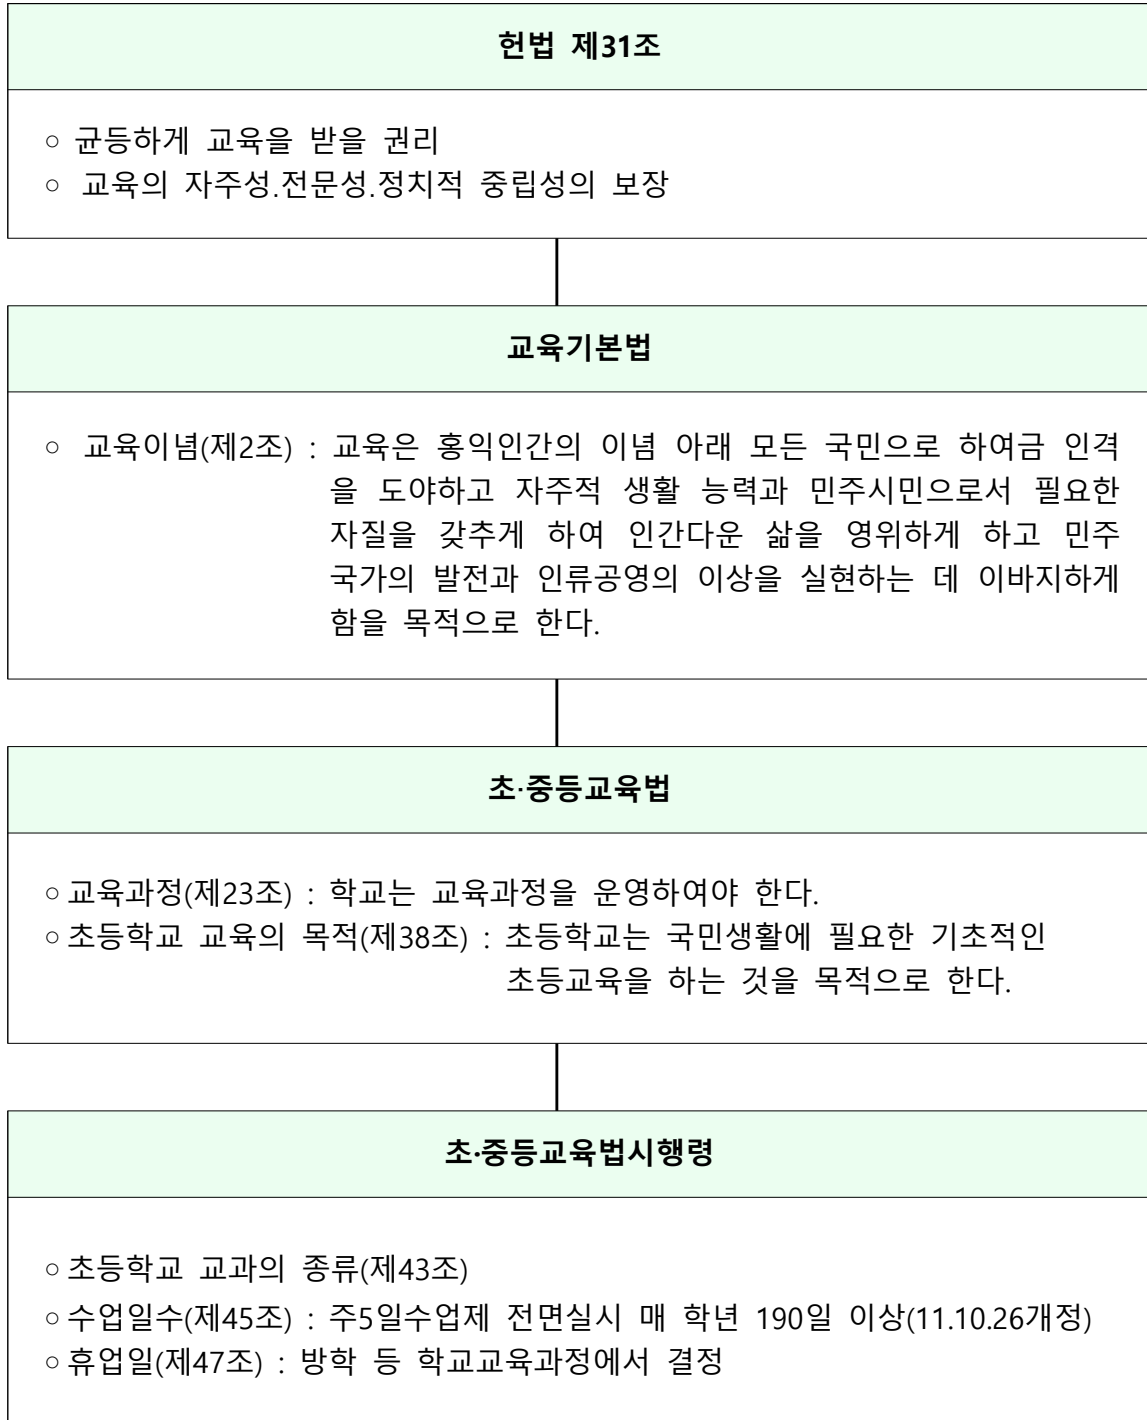 헌법 제31조
○ 균등하게 교육을 받을 권리
○ 교육의 자주성.전문성.정치적 중립성의 보장
교육기본법
○ 교육이념(제2조) : 교육은 홍익인간의 이념 아래 모든 국민으로 하여금 인격
을 도야하고 자주적 생활 능력과 민주시민으로서 필요한
자질을 갖추게 하여 인간다운 삶을 영위하게 하고 민주
국가의 발전과 인류공영의 이상을 실현하는 데 이바지하게
함을 목적으로 한다.
초·중등교육법
○ 교육과정(제23조) : 학교는 교육과정을 운영하여야 한다.
○ 초등학교 교육의 목적(제38조) : 초등학교는 국민생활에 필요한 기초적인
초등교육을 하는 것을 목적으로 한다.
초·중등교육법시행령
○ 초등학교 교과의 종류(제43조)
○ 수업일수(제45조) : 주5일수업제 전면실시 매 학년 190일 이상(11.10.26개정)
○ 휴업일(제47조) : 방학 등 학교교육과정에서 결정